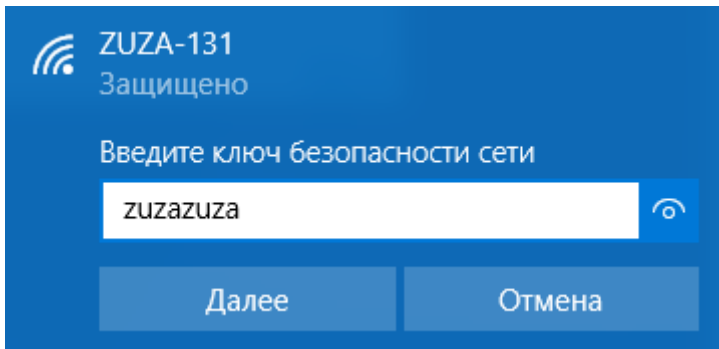 ZUZA-131
Защищено
Введите ключ безопасности сети
zuzazuza
Далее
Отмена